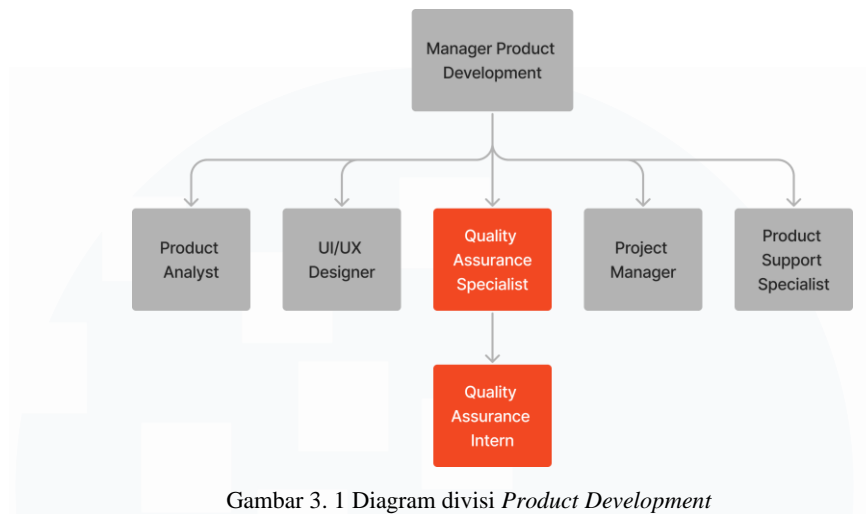 Manager Product
Development
Product
Analyst
UI/UX
Designer
Quality
Assurance
Specialist
Project
Manager
Product
Support
Specialist
Quality
Assurance
Intern
Gambar 3. 1 Diagram divisi Product Development